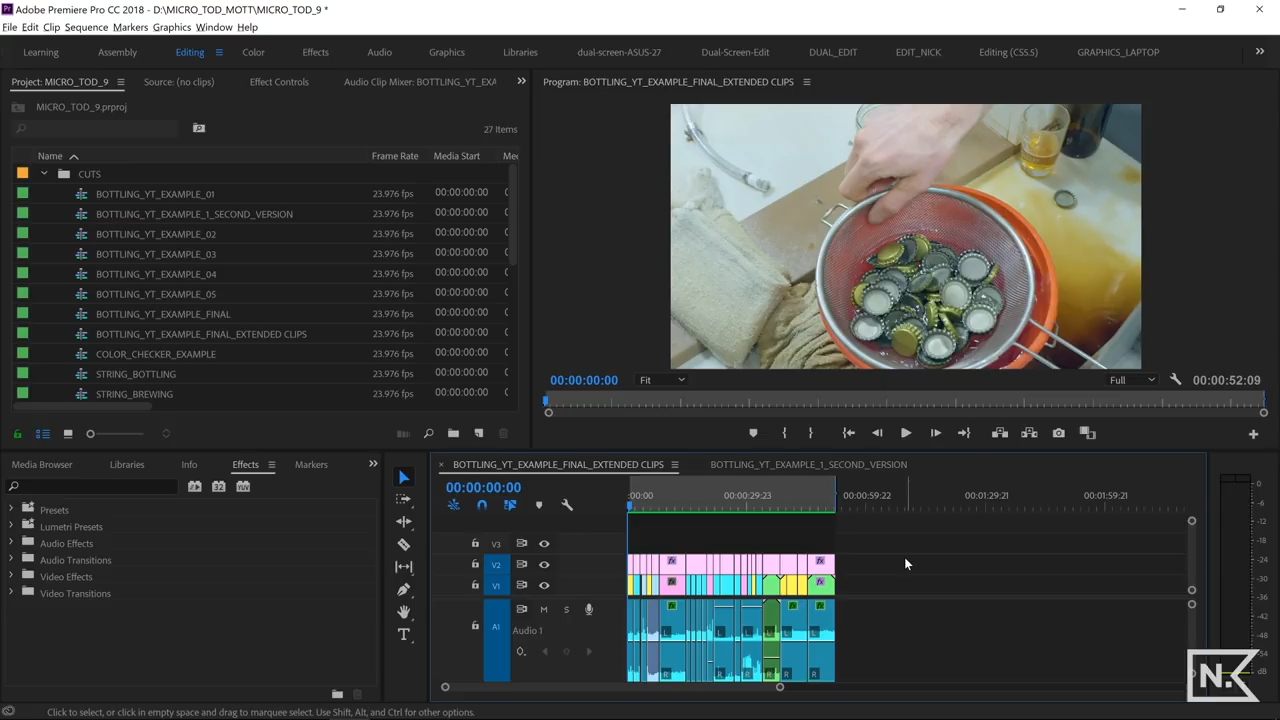 Adobe Premiere Pro CC 2018 - D:\MICRO_TOD_MOTT\MICRO_TOD_9 *
File Edit Clip Sequence Markers Graphics Window Help
Learning Assembly Editing Color Effects Audio Graphics Libraries dual-screen-ASUS-27 Dual-Screen-Edit DUAL_EDIT EDIT_NICK Editing (CS5.5) GRAPHICS_LAPTOP
Project: MICRO_TOD_9 Source: (no clips) Effect Controls Audio Clip Mixer: BOTTLING_YT_EXA
Program: BOTTLING_YT_EXAMPLE_FINAL_EXTENDED CLIPS
MICRO_TOD_9.prproj
27 Items
Name Frame Rate Media Start Me
CUTS
BOTTLING_YT_EXAMPLE_01 23.976 fps 00:00:00:00
BOTTLING_YT_EXAMPLE_1_SECOND_VERSION 23.976 fps 00:00:00:00
BOTTLING_YT_EXAMPLE_02 23.976 fps 00:00:00:00
BOTTLING_YT_EXAMPLE_03 23.976 fps 00:00:00:00
BOTTLING_YT_EXAMPLE_04 23.976 fps 00:00:00:00
BOTTLING_YT_EXAMPLE_05 23.976 fps 00:00:00:00
BOTTLING_YT_EXAMPLE_FINAL 23.976 fps 00:00:00:00
BOTTLING_YT_EXAMPLE_FINAL_EXTENDED CLIPS 23.976 fps 00:00:00:00
COLOR_CHECKER_EXAMPLE 23.976 fps 00:00:00:00
STRING_BOTTLING 23.976 fps 00:00:00:00
STRING_BREWING 23.976 fps 00:00:00:00
00:00:00:00 Fit Full 00:00:52:09
Media Browser Libraries Info Effects Markers
Presets
Lumetri Presets
Audio Effects
Audio Transitions
Video Effects
Video Transitions
BOTTLING_YT_EXAMPLE_FINAL_EXTENDED CLIPS BOTTLING_YT_EXAMPLE_1_SECOND_VERSION
00:00:00:00
:00:00 00:00:29:23 00:00:59:22 00:01:29:21 00:01:59:21
V3
V2
V1
A1 M S
Audio 1
0
-6
-12
-18
-24
-30
-36
-42
-48
-54
dB
N.
Click to select, or click in empty space and drag to marquee select. Use Shift, Alt, and Ctrl for other options.